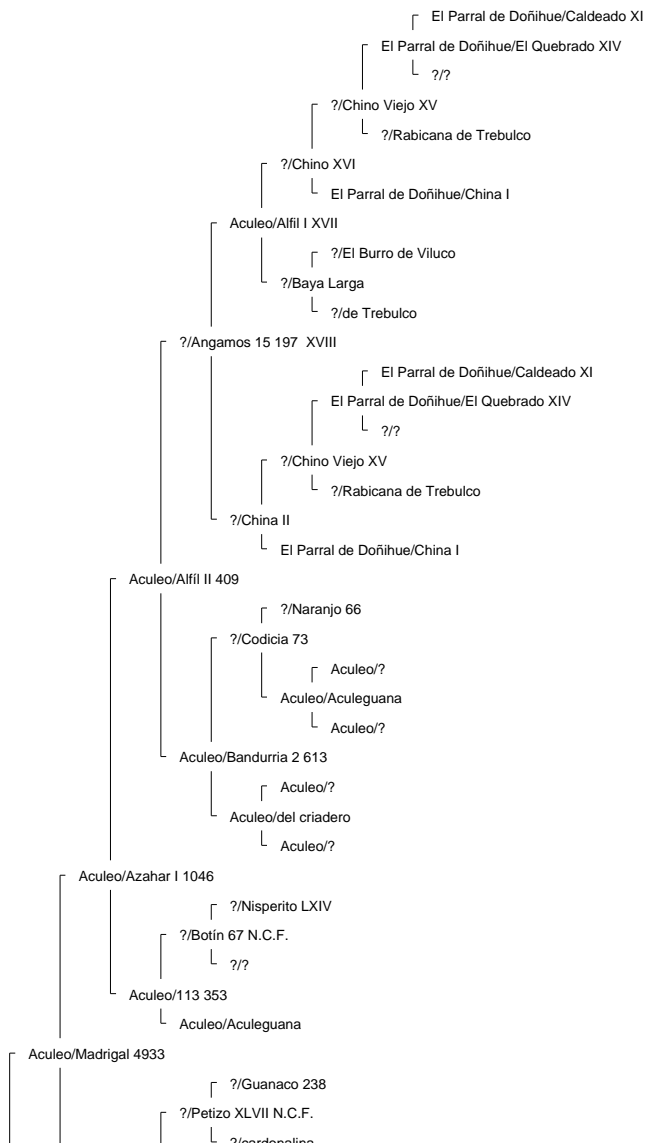 El Parral de Doñihue/Caldeado XI
El Parral de Doñihue/El Quebrado XIV
?/?
?/Chino Viejo XV
?/Rabicana de Trebulco
?/Chino XVI
El Parral de Doñihue/China I
Aculeo/Alfil I XVII
?/El Burro de Viluco
?/Baya Larga
?/de Trebulco
?/Angamos 15 197 XVIII
El Parral de Doñihue/Caldeado XI
El Parral de Doñihue/El Quebrado XIV
?/?
?/Chino Viejo XV
?/Rabicana de Trebulco
?/China II
El Parral de Doñihue/China I
Aculeo/Alfíl II 409
?/Naranjo 66
?/Codicia 73
Aculeo/?
Aculeo/Aculeguana
Aculeo/?
Aculeo/Bandurria 2 613
Aculeo/?
Aculeo/del criadero
Aculeo/?
Aculeo/Azahar I 1046
?/Nisperito LXIV
?/Botín 67 N.C.F.
?/?
Aculeo/113 353
Aculeo/Aculeguana
Aculeo/Madrigal 4933
?/Guanaco 238
?/Petizo XLVII N.C.F.
?/cardenalina